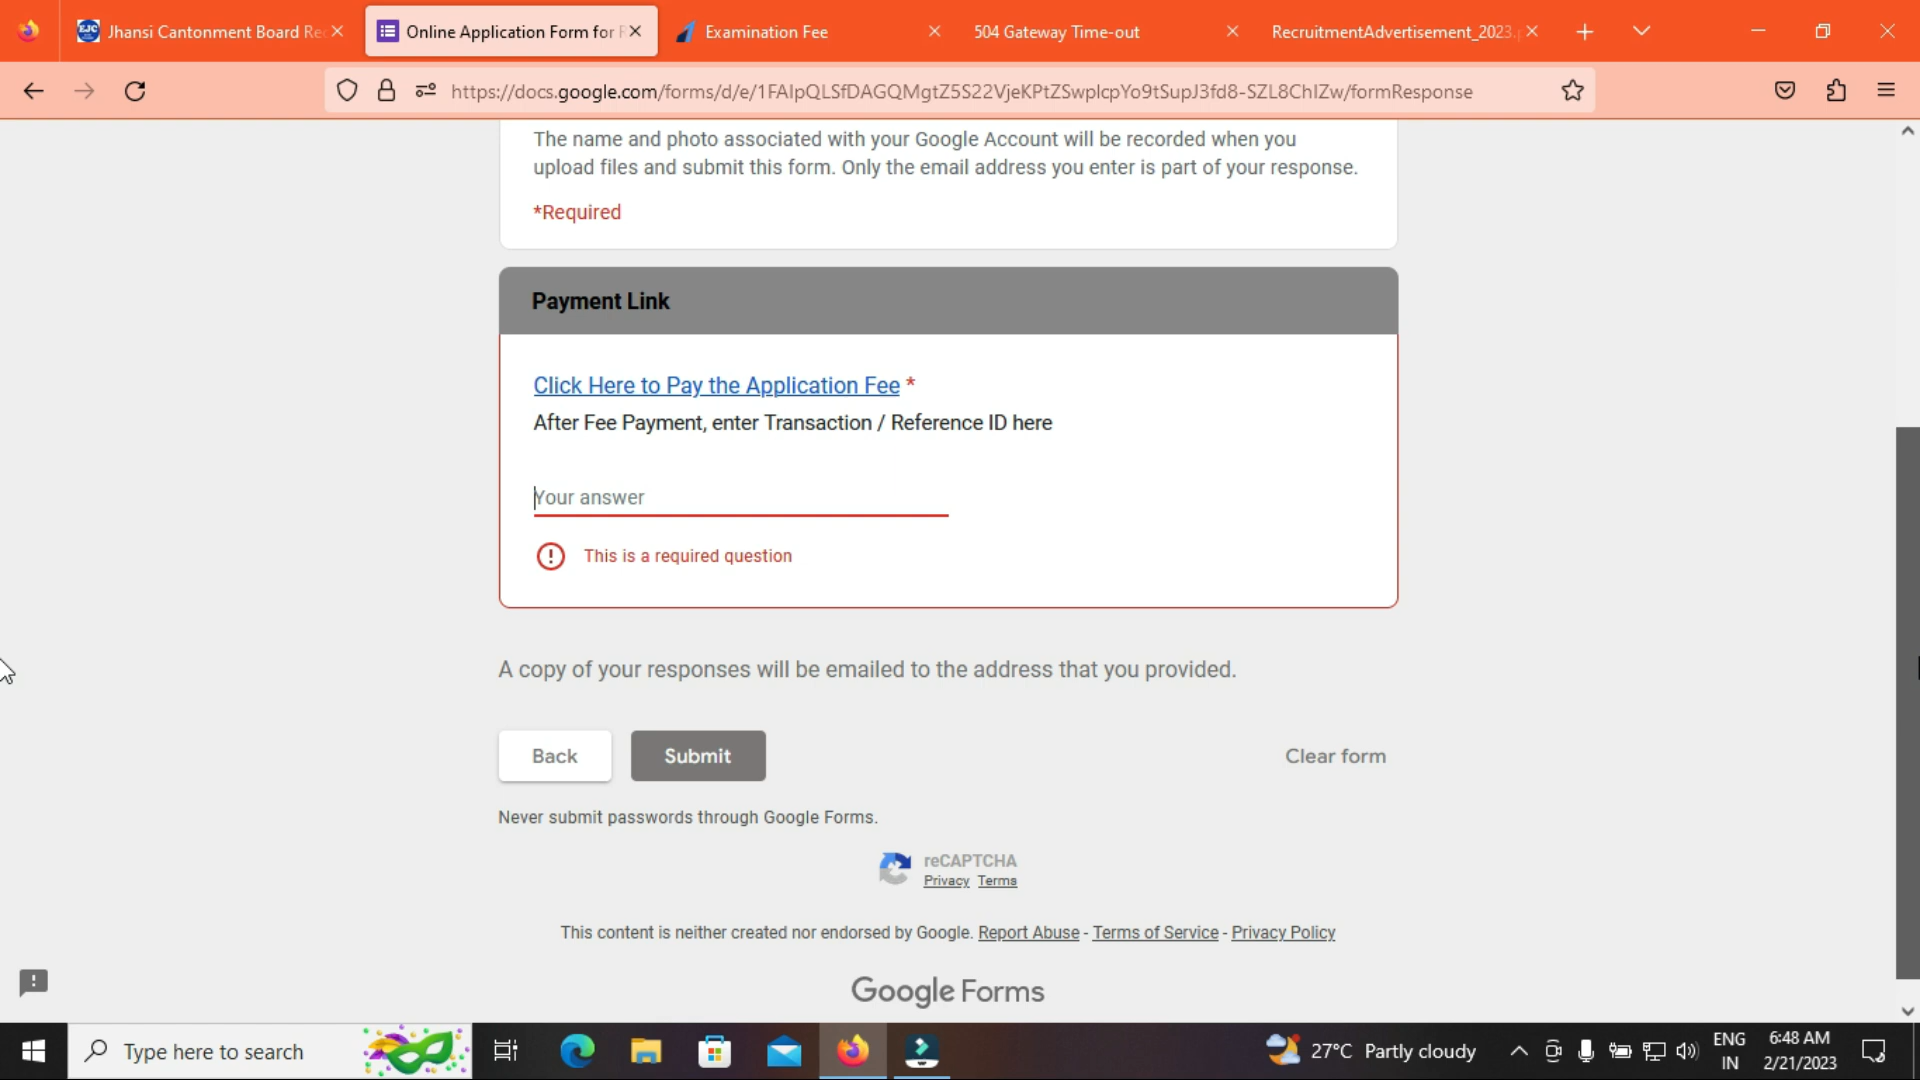 EJC
Jhansi Cantonment Board Re
Online Application Form for R
Examination Fee
504 Gateway Time-out
RecruitmentAdvertisement_2023.
https://docs.google.com/forms/d/e/1FAIpQLSfDAGQMgtZ5S22VjeKPtZSwplcpYo9tSupJ3fd8-SZL8ChIZw/formResponse
The name and photo associated with your Google Account will be recorded when you
upload files and submit this form. Only the email address you enter is part of your response.
*Required
Payment Link
Click Here to Pay the Application Fee *
After Fee Payment, enter Transaction / Reference ID here
Your answer
This is a required question
A copy of your responses will be emailed to the address that you provided.
Back
Submit
Clear form
Never submit passwords through Google Forms.
reCAPTCHA
Privacy Terms
This content is neither created nor endorsed by Google. Report Abuse - Terms of Service - Privacy Policy
Google Forms
Type here to search
27°C Partly cloudy
ENG
IN
6:48 AM
2/21/2023